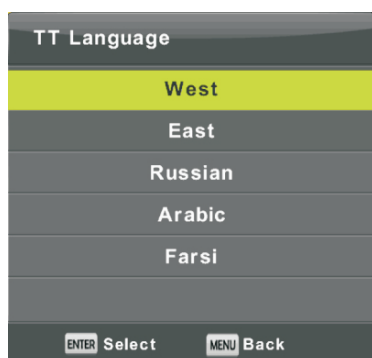 TT Language
West
East
Russian
Arabic
Farsi
ENTER Select MENU Back